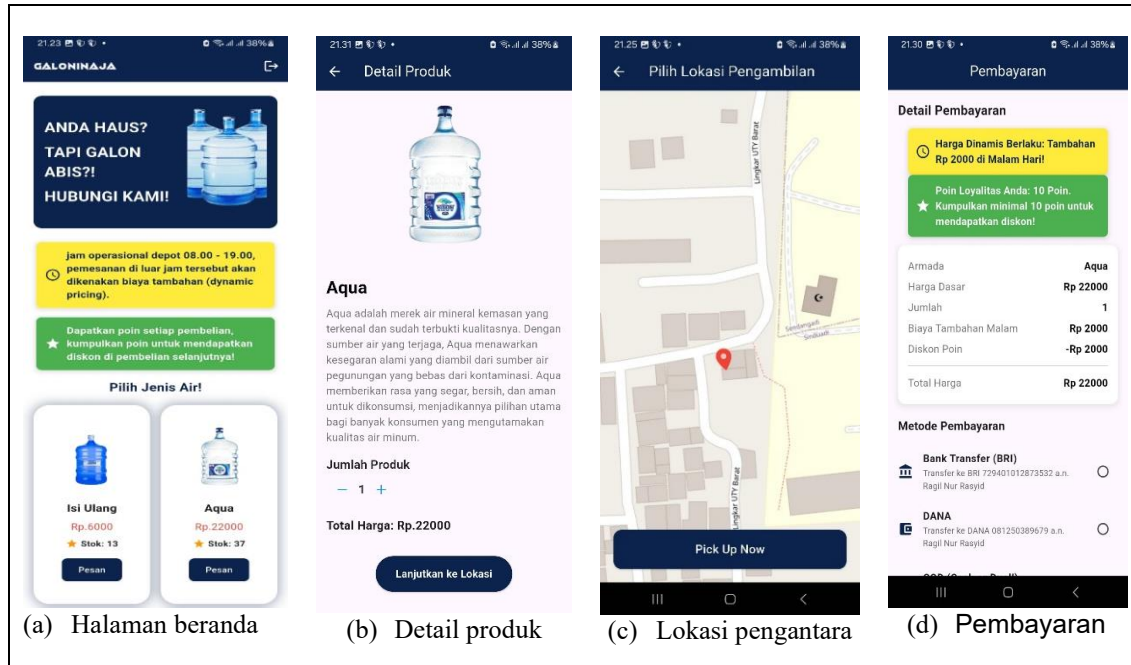 21.23
38%
GALONINAJA
ANDA HAUS?
TAPI GALON
ABIS?!
HUBUNGI KAMI!
jam operasional depot 08.00 - 19.00,
pemesanan di luar jam tersebut akan
dikenakan biaya tambahan (dynamic
pricing).
Dapatkan poin setiap pembelian,
kumpulkan poin untuk mendapatkan
diskon di pembelian selanjutnya!
Pilih Jenis Air!
Isi Ulang
Rp.6000
Stok: 13
Pesan
Aqua
Rp.22000
Stok: 37
Pesan
(a) Halaman beranda
21.31
38%
Detail Produk
Aqua
Aqua adalah merek air mineral kemasan yang
terkenal dan sudah terbukti kualitasnya. Dengan
sumber air yang terjaga, Aqua menawarkan
kesegaran alami yang diambil dari sumber air
pegunungan yang bebas dari kontaminasi. Aqua
memberikan rasa yang segar, bersih, dan aman
untuk dikonsumsi, menjadikannya pilihan utama
bagi banyak konsumen yang mengutamakan
kualitas air minum.
Jumlah Produk
− 1 +
Total Harga: Rp.22000
Lanjutkan ke Lokasi
(b) Detail produk
21.25
38%
Pilih Lokasi Pengambilan
Lingkar UTY Barat
Sendangadi
Sinduadi
Lingkar UTY Barat
Pick Up Now
(c) Lokasi pengantara
21.30
38%
Pembayaran
Detail Pembayaran
Harga Dinamis Berlaku: Tambahan
Rp 2000 di Malam Hari!
Poin Loyalitas Anda: 10 Poin.
Kumpulkan minimal 10 poin untuk
mendapatkan diskon!
Armada Aqua
Harga Dasar Rp 22000
Jumlah 1
Biaya Tambahan Malam Rp 2000
Diskon Poin -Rp 2000
Total Harga Rp 22000
Metode Pembayaran
Bank Transfer (BRI)
Transfer ke BRI 729401012873532 a.n.
Ragil Nur Rasyid
DANA
Transfer ke DANA 081250389679 a.n.
Ragil Nur Rasyid
(d) Pembayaran